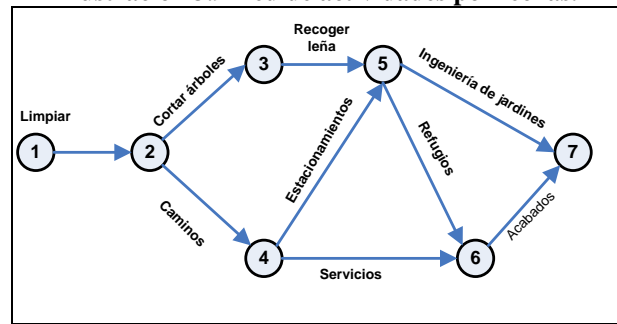 Recoger
leña
Ingeniería de jardines
Cortar árboles
3
5
Limpiar
Estacionamientos
1
2
7
Refugios
Caminos
Acabados
4
6
Servicios